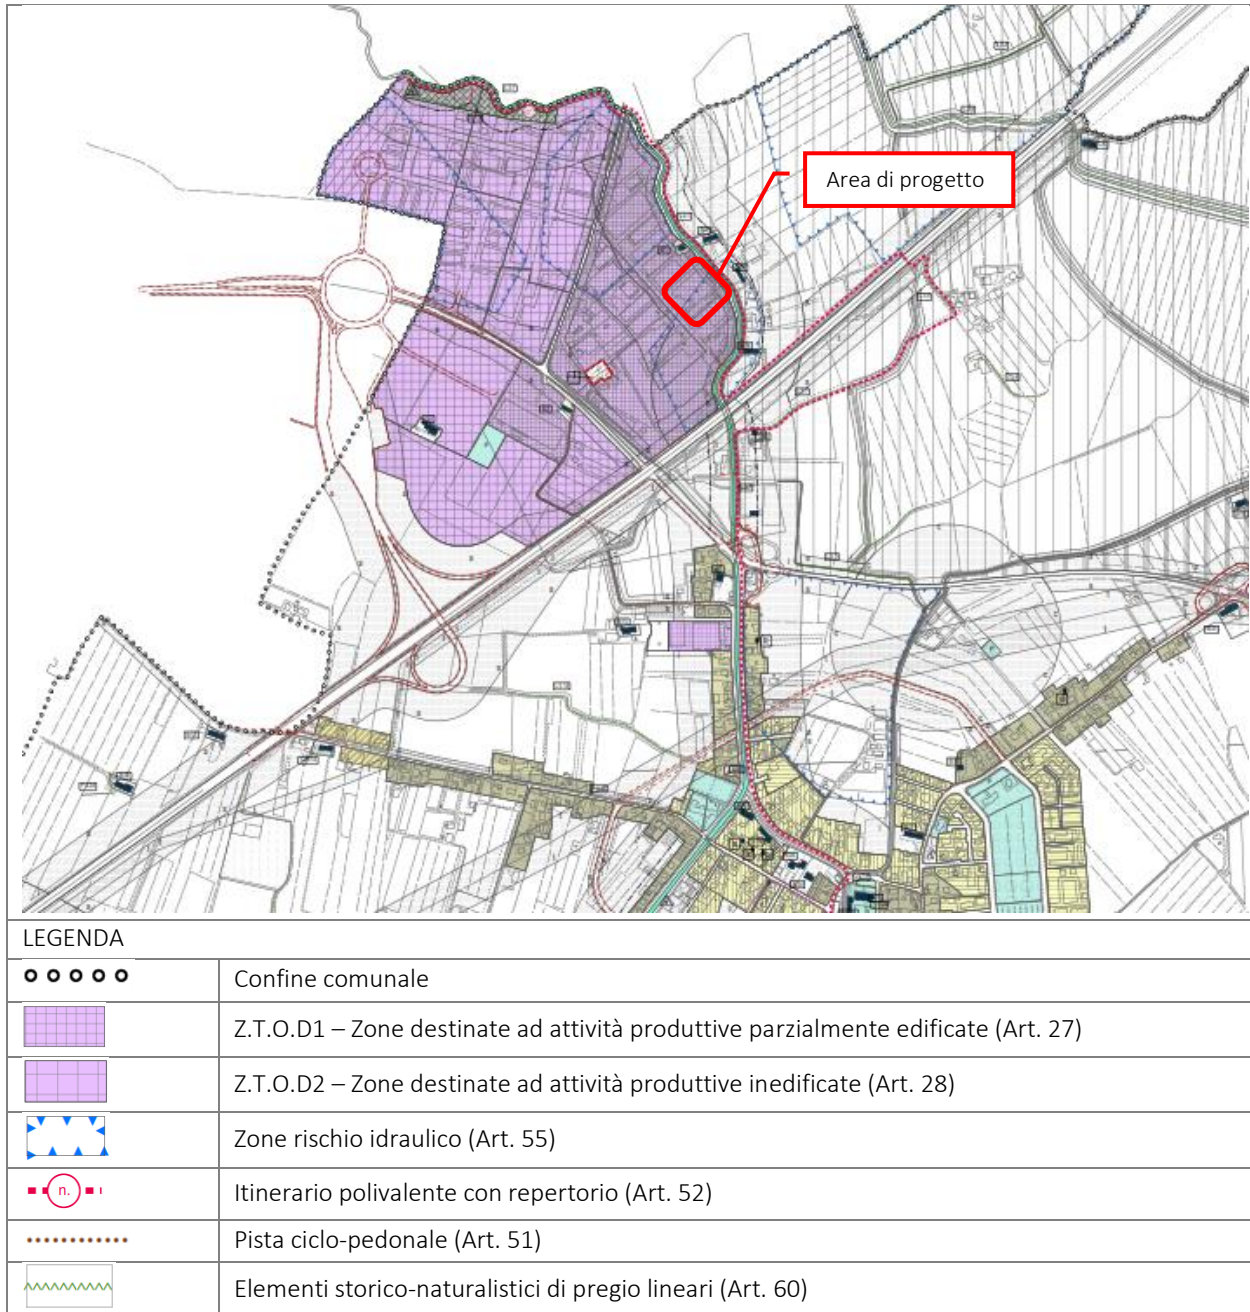 Area di progetto
LEGENDA
Confine comunale
Z.T.O.D1 – Zone destinate ad attività produttive parzialmente edificate (Art. 27)
Z.T.O.D2 – Zone destinate ad attività produttive inedificate (Art. 28)
Zone rischio idraulico (Art. 55)
n.
Itinerario polivalente con repertorio (Art. 52)
Pista ciclo-pedonale (Art. 51)
Elementi storico-naturalistici di pregio lineari (Art. 60)